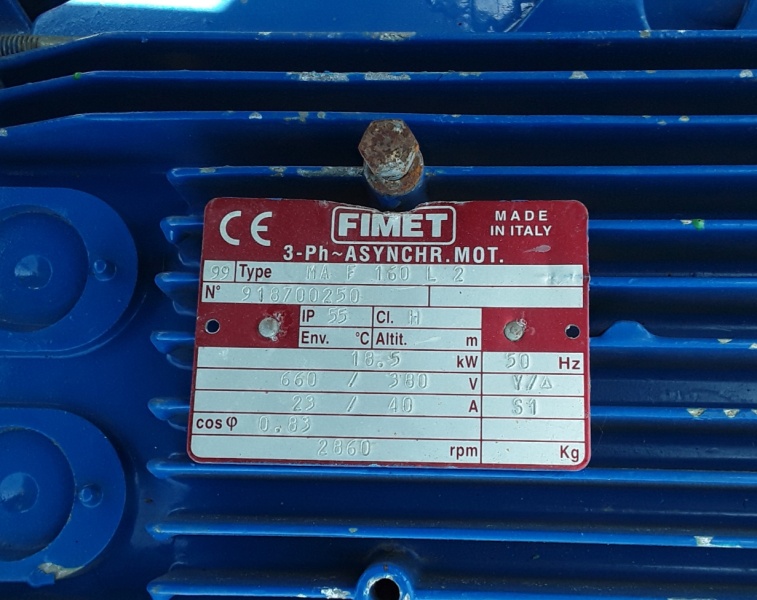 CE FIMET MADE IN ITALY
3-Ph~ASYNCHR.MOT.
99 Type MA F 160 L 2
N° 918700250
IP 55 Cl. H
Env. °C Altit. m
18.5 kW 50 Hz
660 / 380 V Y/△
23 / 40 A S1
cos φ 0.83
2860 rpm Kg